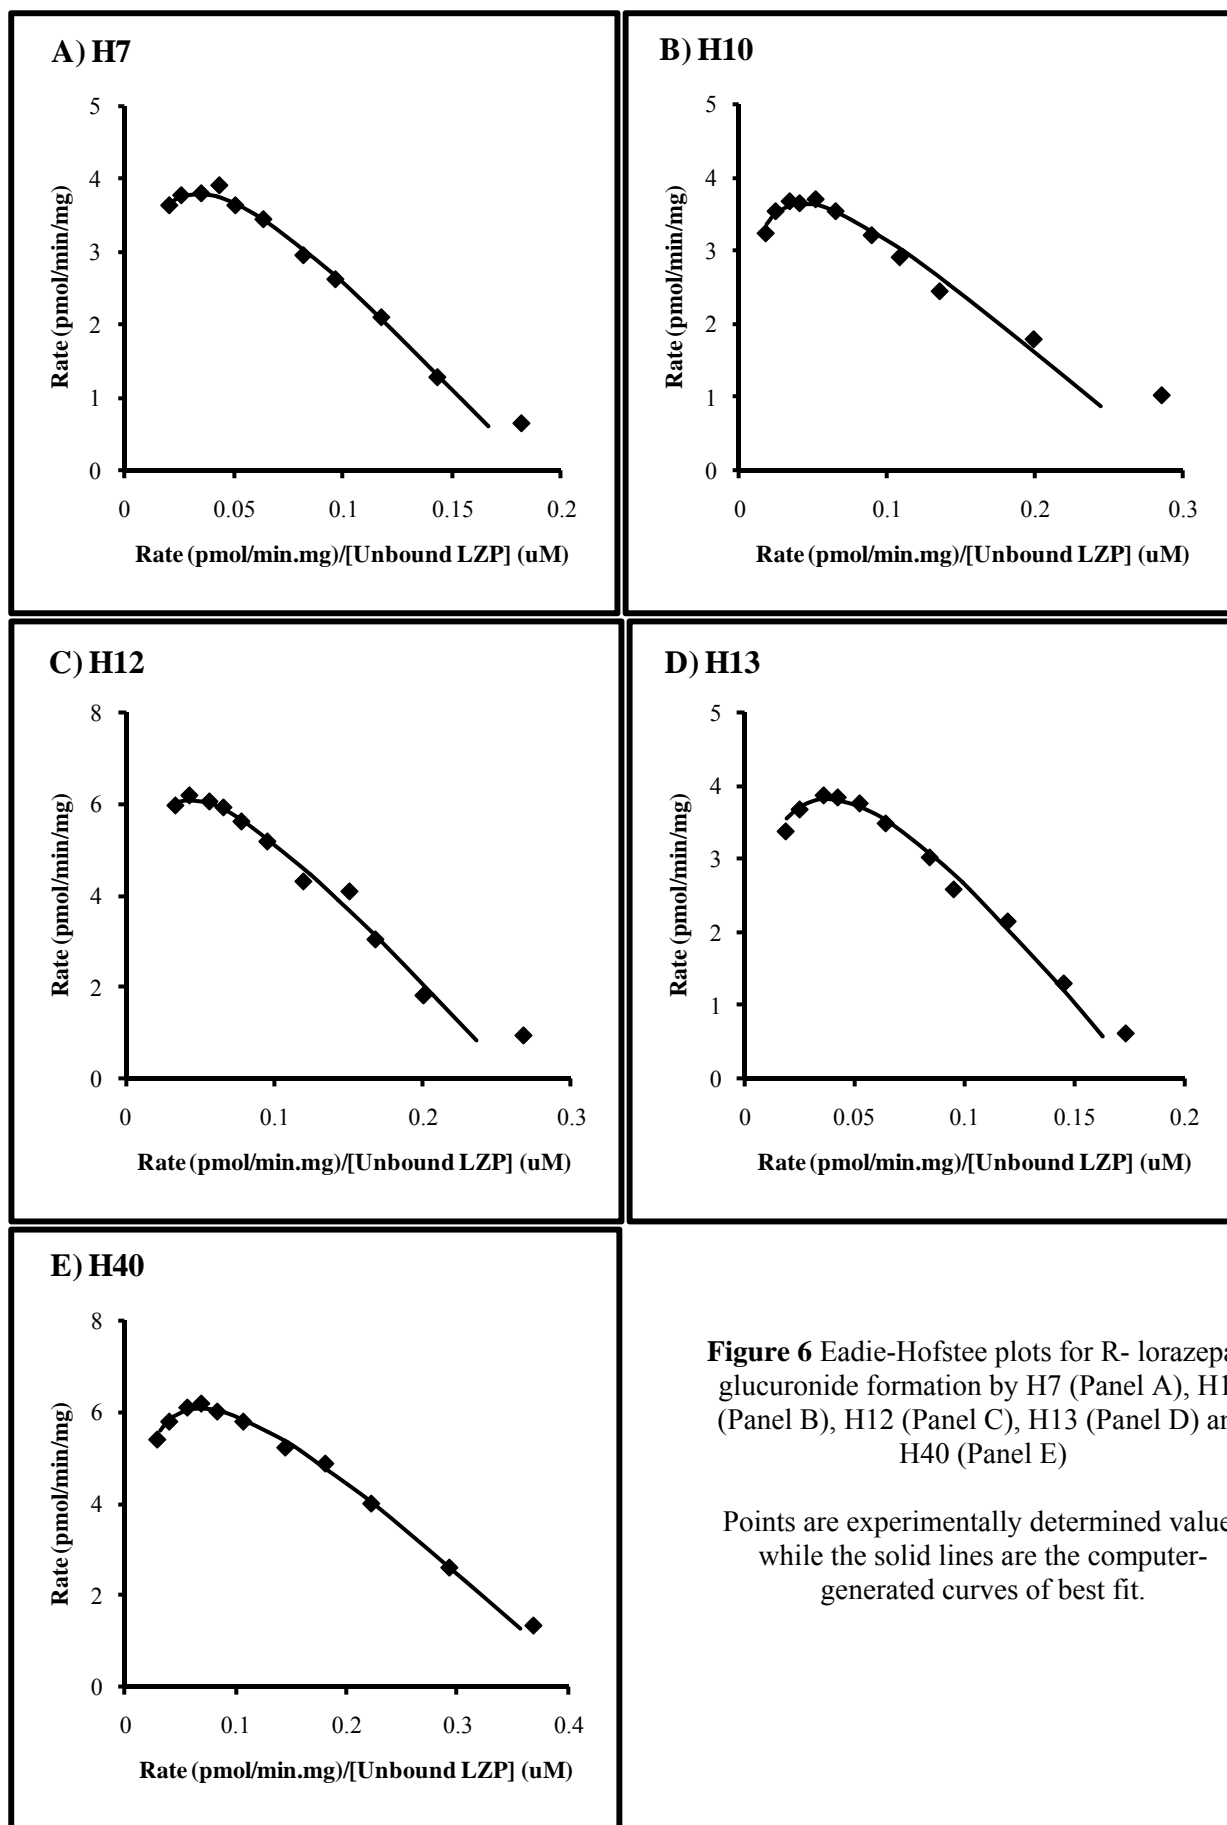 A) H7
5
4
3
2
1
0
Rate (pmol/min/mg)
0 0.05 0.1 0.15 0.2
Rate (pmol/min.mg)/[Unbound LZP] (uM)
B) H10
5
4
3
2
1
0
Rate (pmol/min/mg)
0 0.1 0.2 0.3
Rate (pmol/min.mg)/[Unbound LZP] (uM)
C) H12
8
6
4
2
0
Rate (pmol/min/mg)
0 0.1 0.2 0.3
Rate (pmol/min.mg)/[Unbound LZP] (uM)
D) H13
5
4
3
2
1
0
Rate (pmol/min/mg)
0 0.05 0.1 0.15 0.2
Rate (pmol/min.mg)/[Unbound LZP] (uM)
E) H40
8
6
4
2
0
Rate (pmol/min/mg)
0 0.1 0.2 0.3 0.4
Rate (pmol/min.mg)/[Unbound LZP] (uM)
Figure 6 Eadie-Hofstee plots for R- lorazepa
glucuronide formation by H7 (Panel A), H1
(Panel B), H12 (Panel C), H13 (Panel D) an
H40 (Panel E)
Points are experimentally determined value
while the solid lines are the computer-
generated curves of best fit.